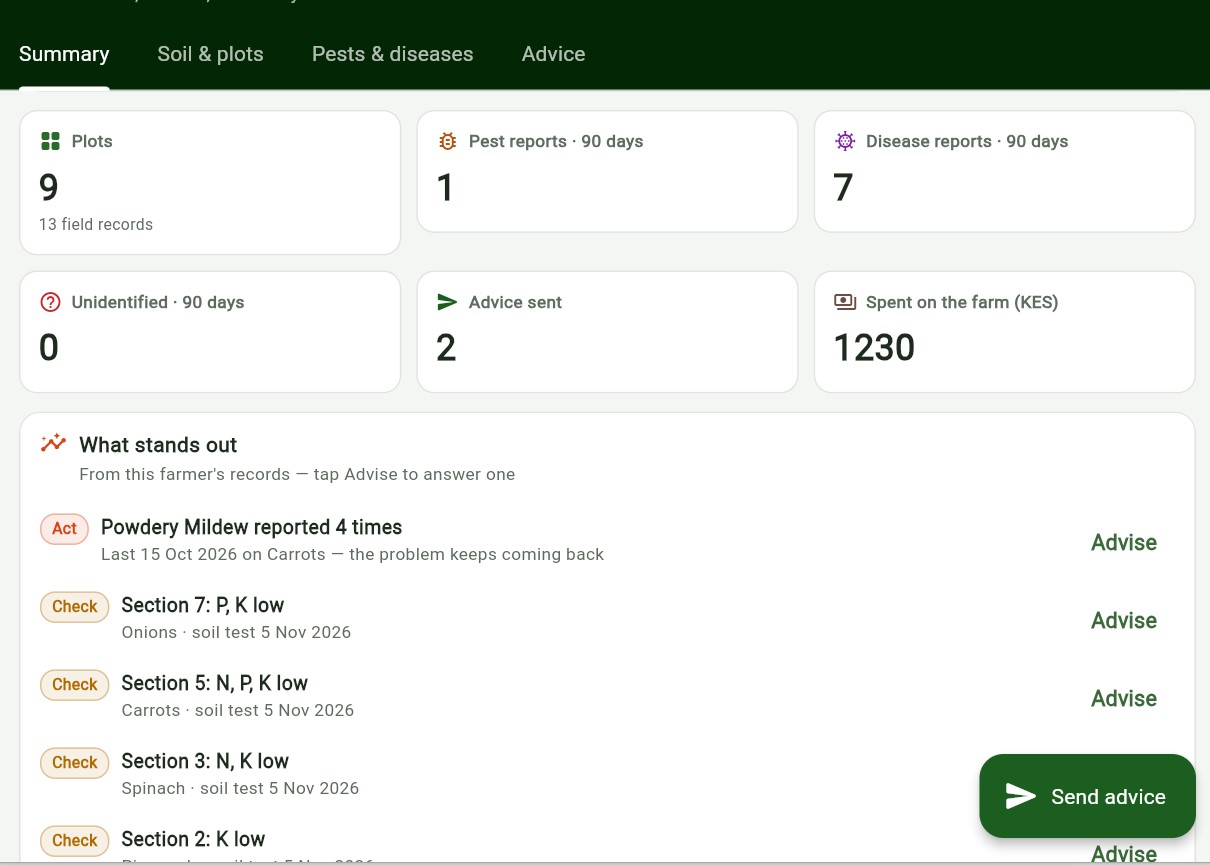 Summary
Soil & plots
Pests & diseases
Advice
Plots
9
13 field records
Pest reports · 90 days
1
Disease reports · 90 days
7
Unidentified · 90 days
0
Advice sent
2
Spent on the farm (KES)
1230
What stands out
From this farmer's records — tap Advise to answer one
Act
Powdery Mildew reported 4 times
Last 15 Oct 2026 on Carrots — the problem keeps coming back
Advise
Check
Section 7: P, K low
Onions · soil test 5 Nov 2026
Advise
Check
Section 5: N, P, K low
Carrots · soil test 5 Nov 2026
Advise
Check
Section 3: N, K low
Spinach · soil test 5 Nov 2026
Send advice
Check
Section 2: K low
Advise